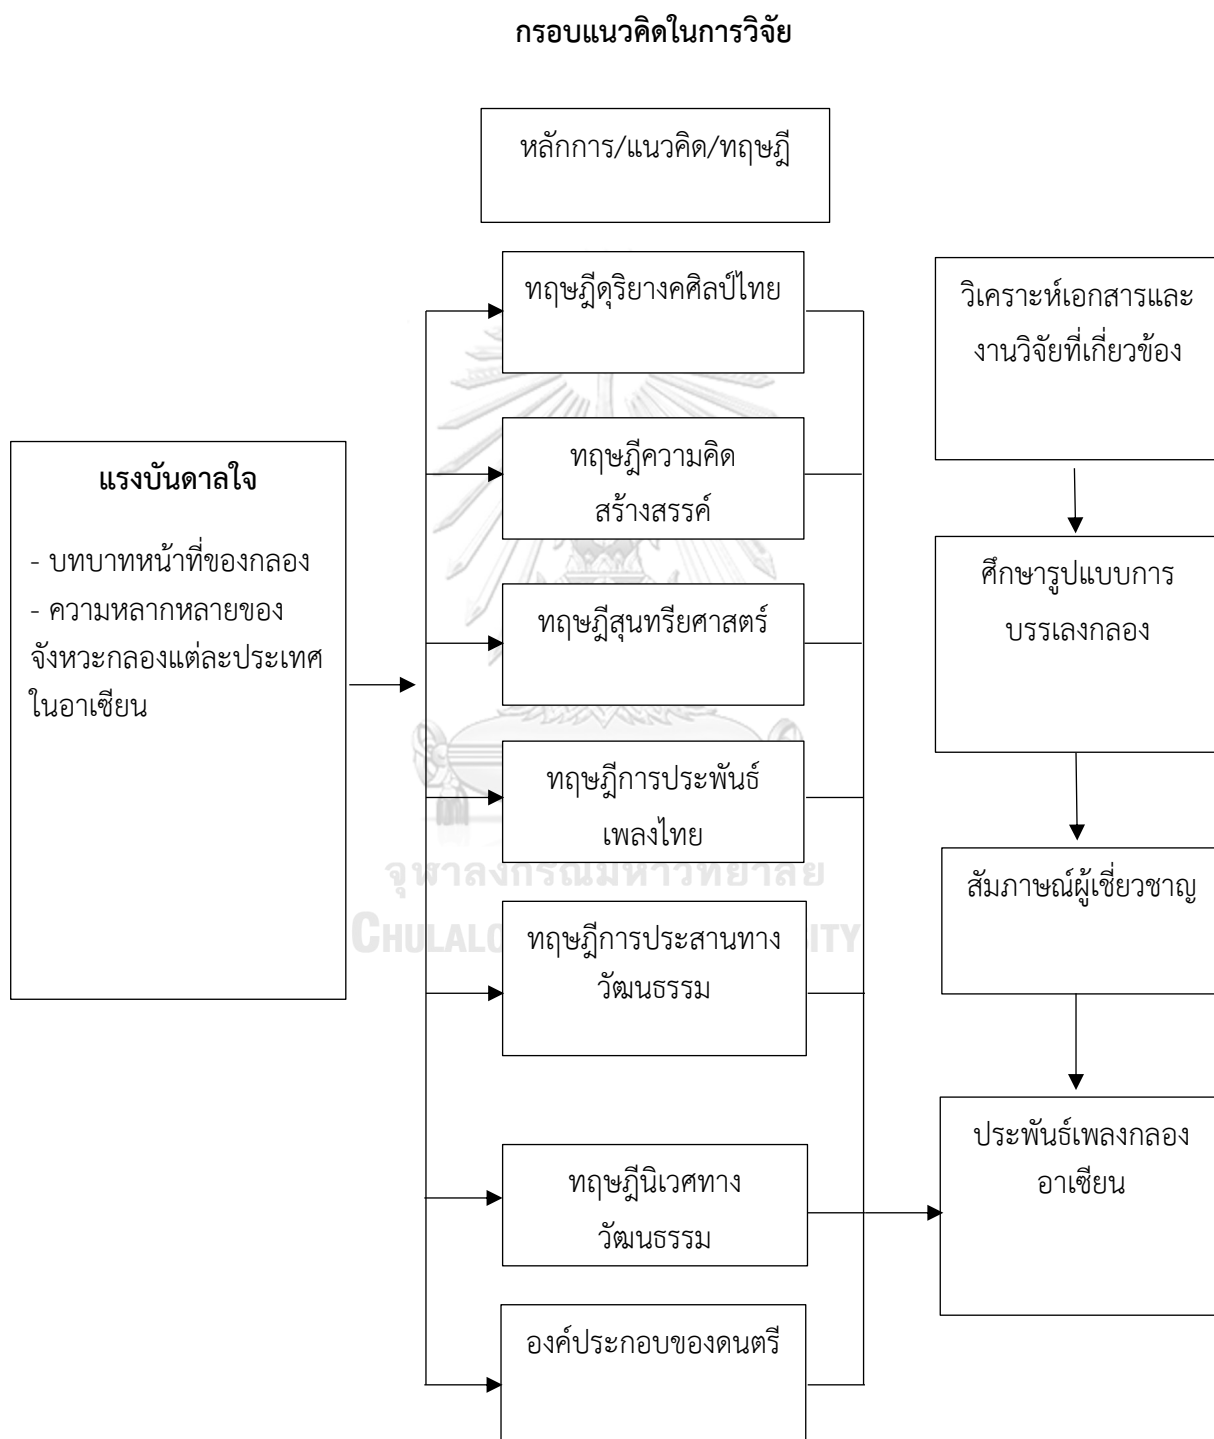 กรอบแนวคิดในการวิจัย
หลักการ/แนวคิด/ทฤษฎี
แรงบันดาลใจ
- บทบาทหน้าที่ของกลอง
- ความหลากหลายของ
จังหวะกลองแต่ละประเทศ
ในอาเซียน
ทฤษฎีดุริยางคศิลป์ไทย
ทฤษฎีความคิด
สร้างสรรค์
ทฤษฎีสุนทรียศาสตร์
ทฤษฎีการประพันธ์
เพลงไทย
ทฤษฎีการประสานทาง
วัฒนธรรม
ทฤษฎีนิเวศทาง
วัฒนธรรม
องค์ประกอบของดนตรี
วิเคราะห์เอกสารและ
งานวิจัยที่เกี่ยวข้อง
ศึกษารูปแบบการ
บรรเลงกลอง
สัมภาษณ์ผู้เชี่ยวชาญ
ประพันธ์เพลงกลอง
อาเซียน
จุฬาลงกรณ์มหาวิทยาลัย